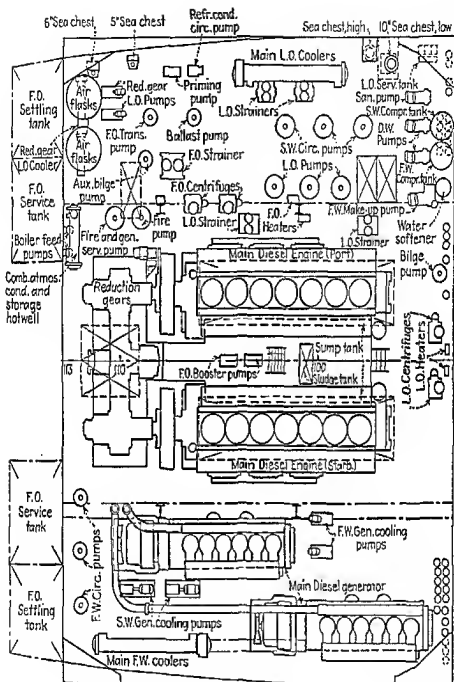 Refr. cond.
circ. pump
6" Sea chest
5" Sea chest
Sea chest, high
10" Sea chest, low
Main L.O. Coolers
Priming
pump
F.O.
Settling
tank
Air
flasks
Red. gear
L.O. Pumps
L.O. Strainers
L.O. Serv. tank
San. pump
S.W. Compr. tank
D.W.
Pumps
F.W.
Compr. tank
Red. gear
L.O. Cooler
Air
flasks
F.O. Trans.
pump
Ballast pump
S.W. Circ. pumps
F.O. Strainer
L.O. Pumps
F.O.
Service
tank
Aux. bilge
pump
F.O. Centrifuges
F.W. Make-up pump
Water
softener
Fire
pump
L.O. Strainer
F.O.
Heaters
L.O. Strainer
Boiler feed
pumps
Fire and gen.
serv. pump
Bilge
pump
Comb. atmos.
cond. and
storage
hotwell
Main Diesel Engine (Port)
Reduction
gears
L.O. Centrifuges
L.O. Heaters
Sump tank
100
Sludge tank
F.O. Booster pumps
113
110
Main Diesel Engine (Starb.)
F.O.
Service
tank
F.W. Circ. pumps
F.W. Gen. cooling
pumps
F.O.
Settling
tank
S.W. Gen. cooling pumps
Main Diesel generator
Main F.W. coolers